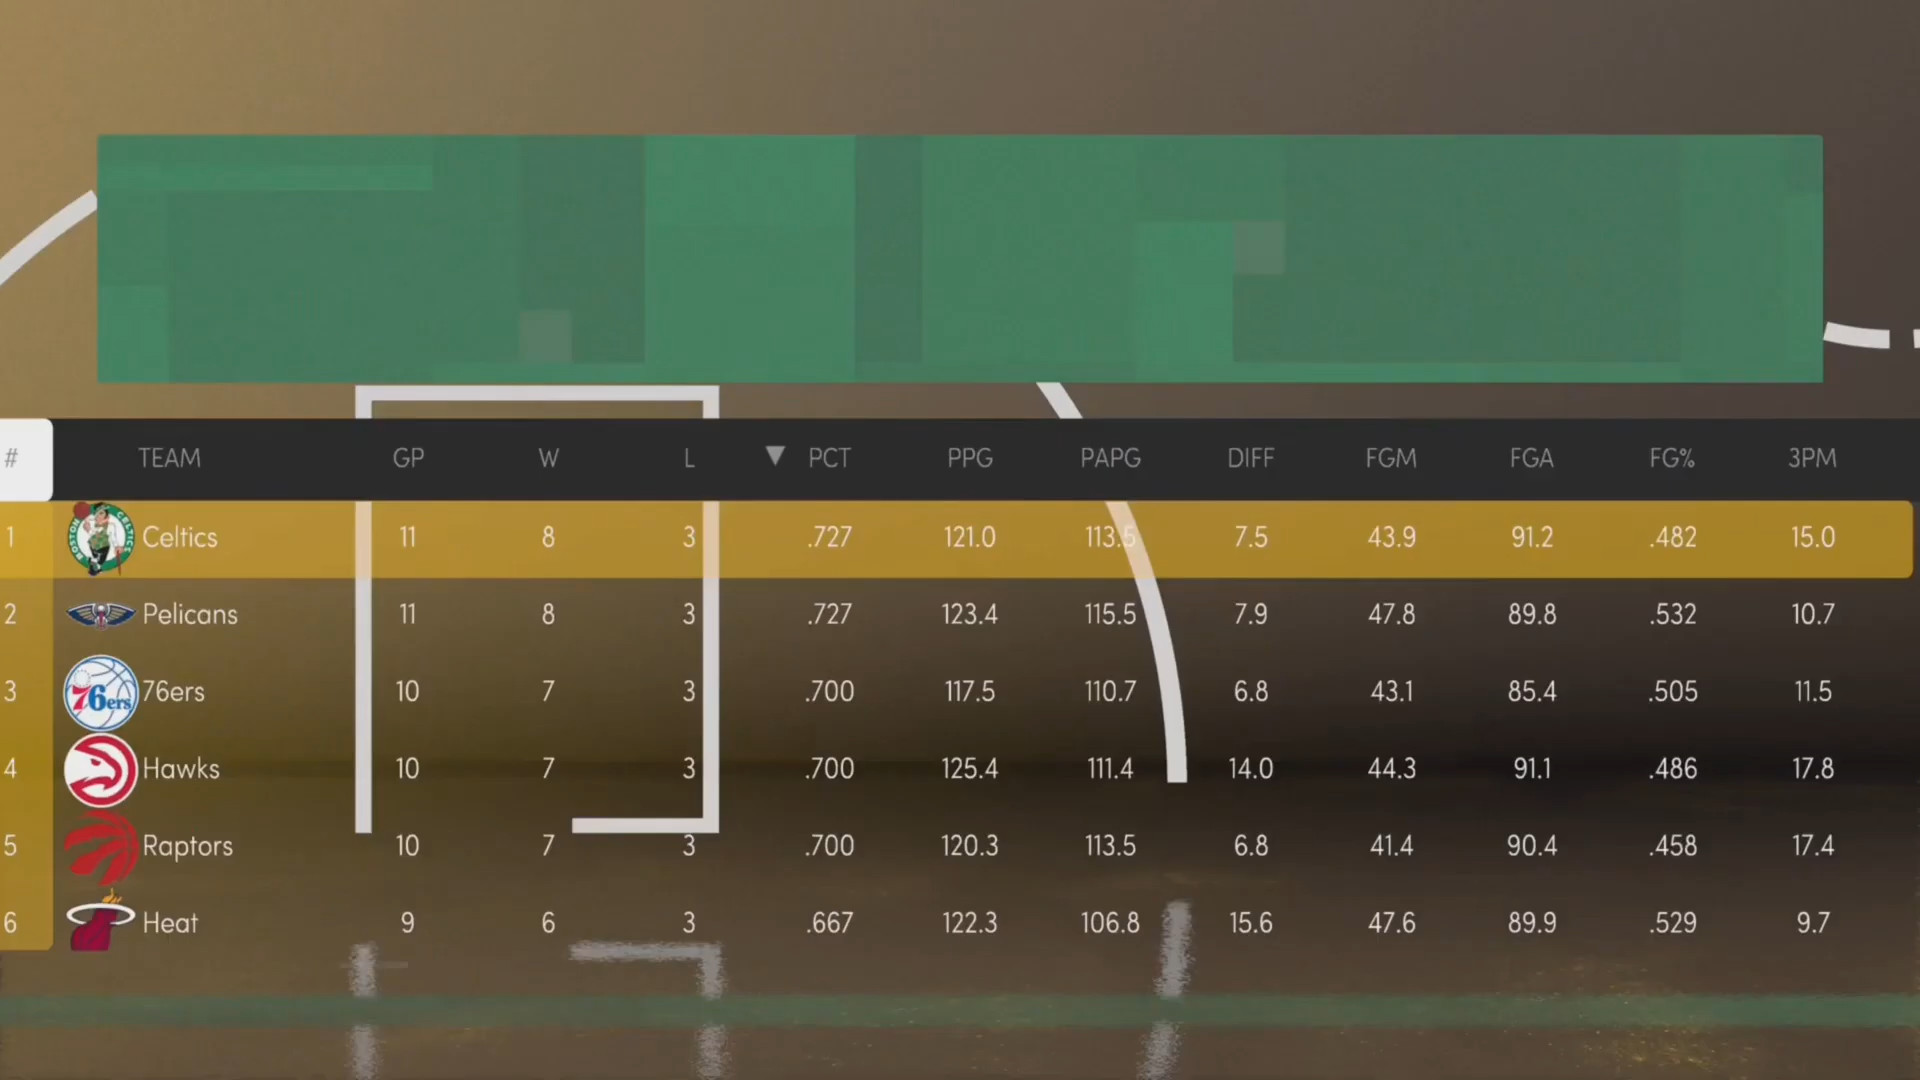 # TEAM GP W L ▼ PCT PPG PAPG DIFF FGM FGA FG% 3PM
1 BOSTON CELTICS Celtics 11 8 3 .727 121.0 113.5 7.5 43.9 91.2 .482 15.0
2 Pelicans 11 8 3 .727 123.4 115.5 7.9 47.8 89.8 .532 10.7
3 76ers 76ers 10 7 3 .700 117.5 110.7 6.8 43.1 85.4 .505 11.5
4 Hawks 10 7 3 .700 125.4 111.4 14.0 44.3 91.1 .486 17.8
5 Raptors 10 7 3 .700 120.3 113.5 6.8 41.4 90.4 .458 17.4
6 Heat 9 6 3 .667 122.3 106.8 15.6 47.6 89.9 .529 9.7